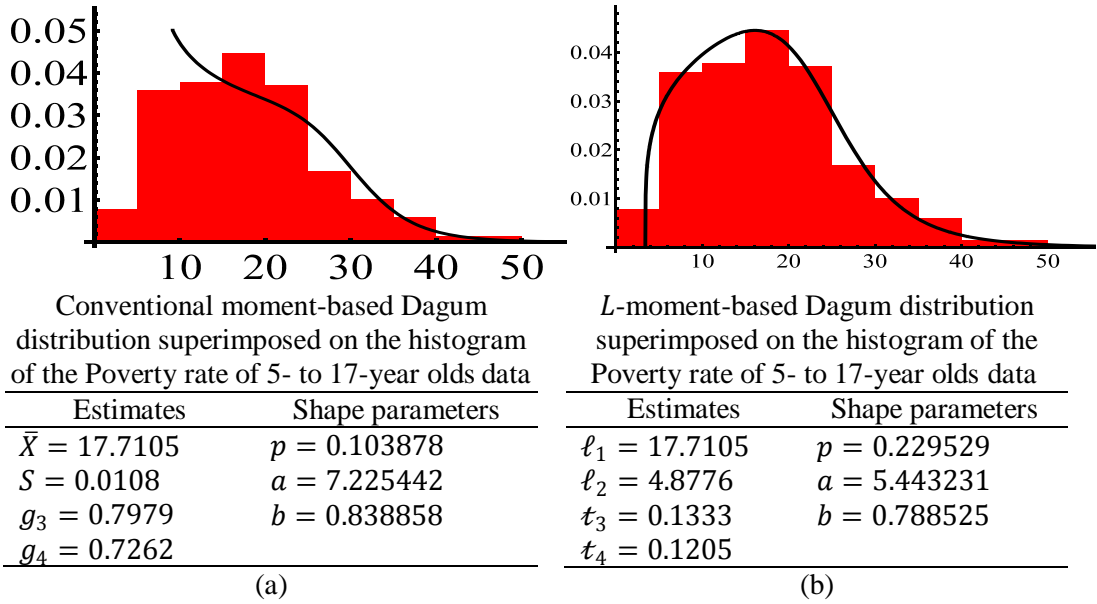 0.05
0.04
0.03
0.02
0.01
10 20 30 40 50
Conventional moment-based Dagum
distribution superimposed on the histogram
of the Poverty rate of 5- to 17-year olds data
Estimates Shape parameters
X̄ = 17.7105 p = 0.103878
S = 0.0108 a = 7.225442
g₃ = 0.7979 b = 0.838858
g₄ = 0.7262
(a)
0.04
0.03
0.02
0.01
10 20 30 40 50
L-moment-based Dagum distribution
superimposed on the histogram of the
Poverty rate of 5- to 17-year olds data
Estimates Shape parameters
ℓ₁ = 17.7105 p = 0.229529
ℓ₂ = 4.8776 a = 5.443231
t₃ = 0.1333 b = 0.788525
t₄ = 0.1205
(b)